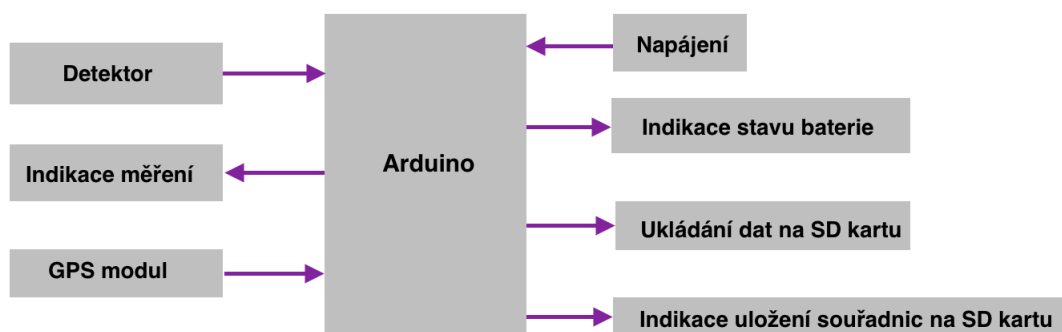 Detektor
Indikace měření
GPS modul
Arduino
Napájení
Indikace stavu baterie
Ukládání dat na SD kartu
Indikace uložení souřadnic na SD kartu